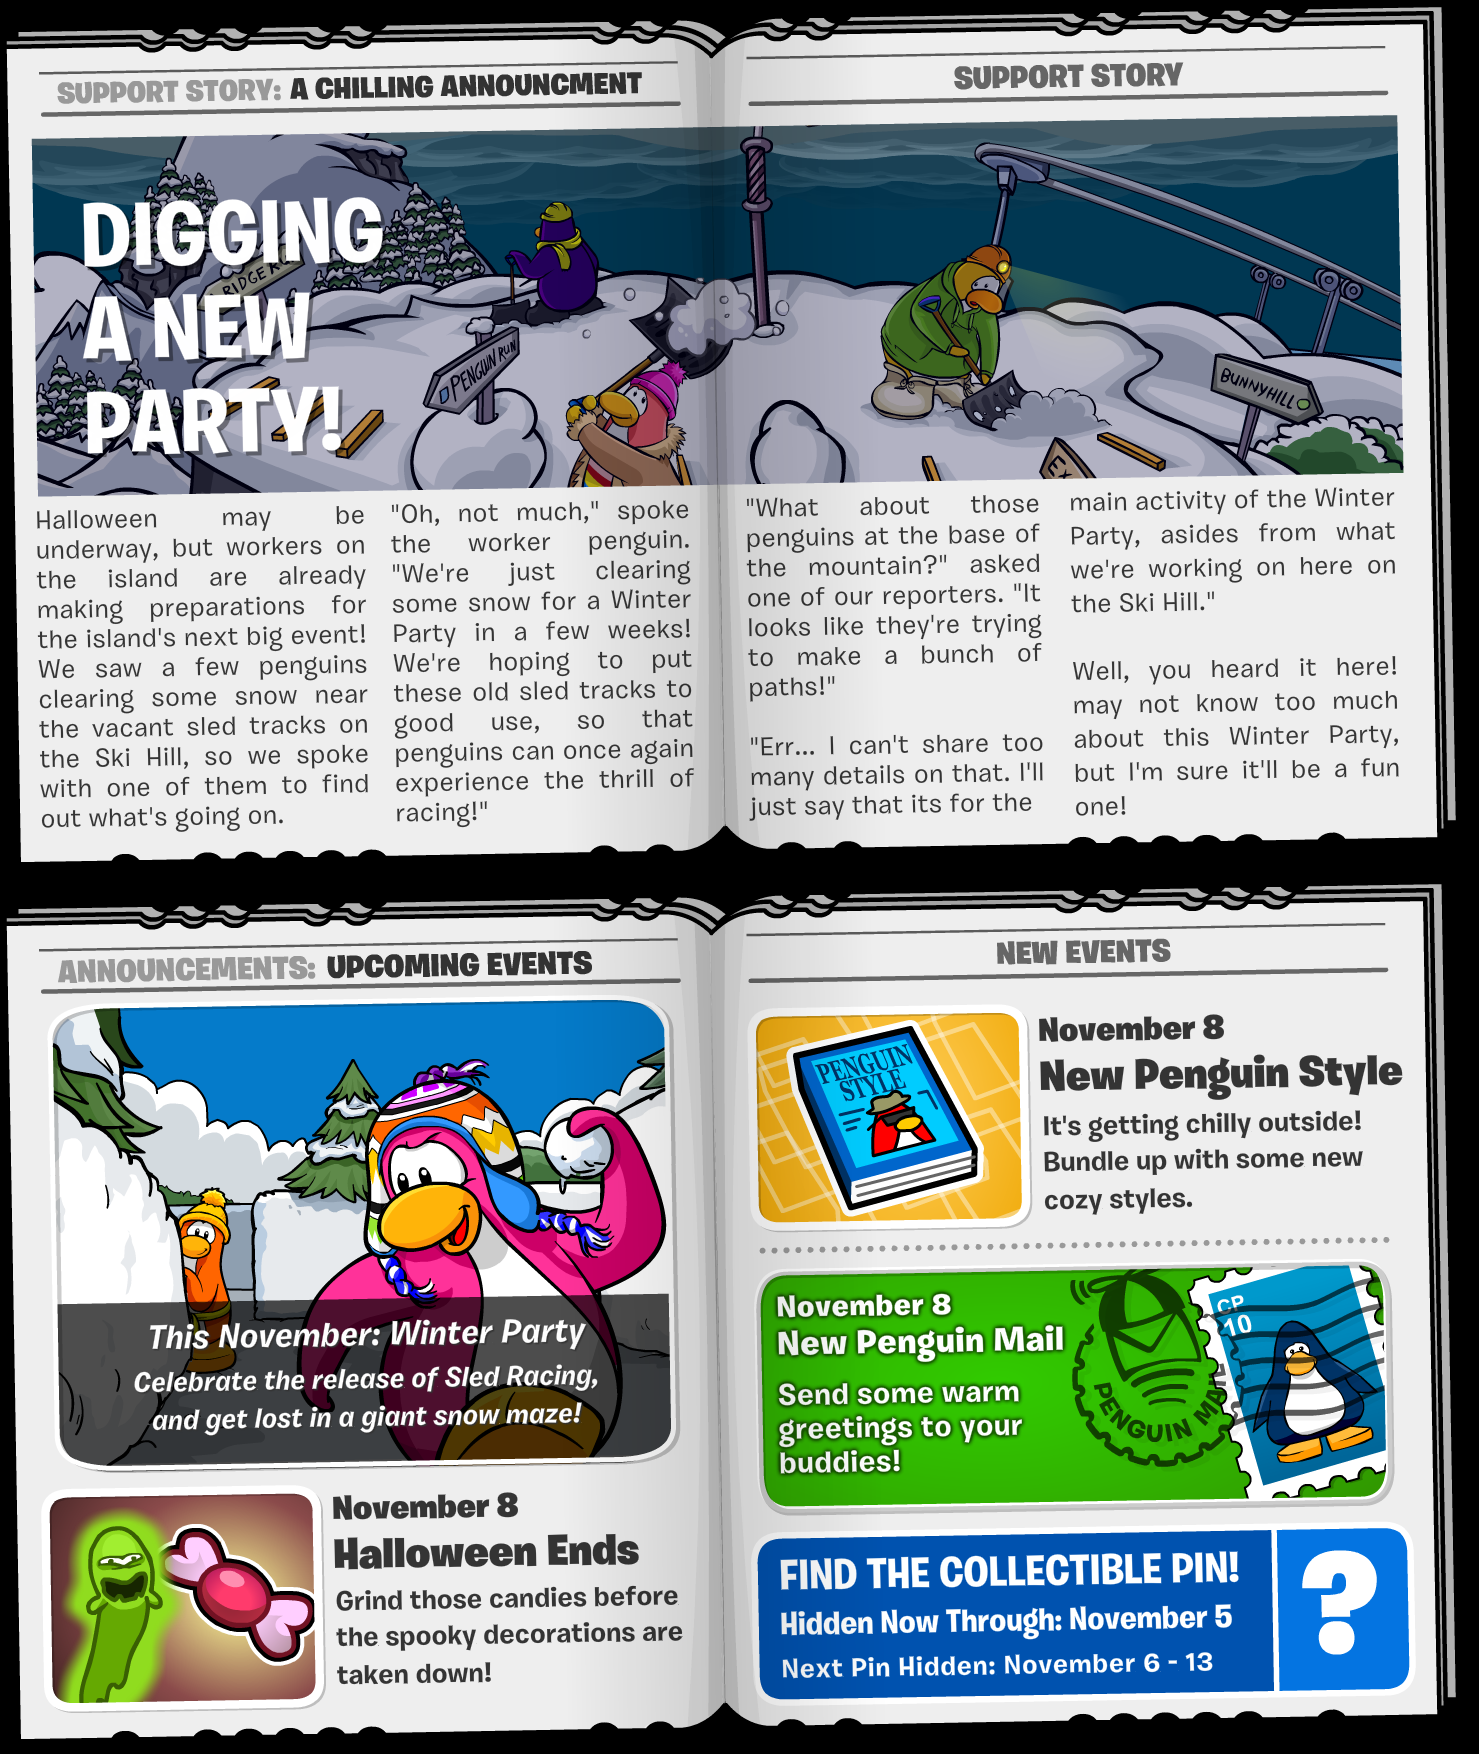 SUPPORT STORY: A CHILLING ANNOUNCMENT
SUPPORT STORY
DIGGING
A NEW
PARTY!
RIDGE R
PENGUIN RUN
BUNNYHILL
EX
Halloween may be
underway, but workers on
the island are already
making preparations for
the island's next big event!
We saw a few penguins
clearing some snow near
the vacant sled tracks on
the Ski Hill, so we spoke
with one of them to find
out what's going on.
"Oh, not much," spoke
the worker penguin.
"We're just clearing
some snow for a Winter
Party in a few weeks!
We're hoping to put
these old sled tracks to
good use, so that
penguins can once again
experience the thrill of
racing!"
"What about those
penguins at the base of
the mountain?" asked
one of our reporters. "It
looks like they're trying
to make a bunch of
paths!"
"Err... I can't share too
many details on that. I'll
just say that its for the
main activity of the Winter
Party, asides from what
we're working on here on
the Ski Hill."
Well, you heard it here!
may not know too much
about this Winter Party,
but I'm sure it'll be a fun
one!
ANNOUNCEMENTS: UPCOMING EVENTS
This November: Winter Party
Celebrate the release of Sled Racing,
and get lost in a giant snow maze!
November 8
Halloween Ends
Grind those candies before
the spooky decorations are
taken down!
NEW EVENTS
PENGUIN
STYLE
November 8
New Penguin Style
It's getting chilly outside!
Bundle up with some new
cozy styles.
November 8
New Penguin Mail
Send some warm
greetings to your
buddies!
PENGUIN MAIL
CP
10
FIND THE COLLECTIBLE PIN!
Hidden Now Through: November 5
Next Pin Hidden: November 6 - 13
?